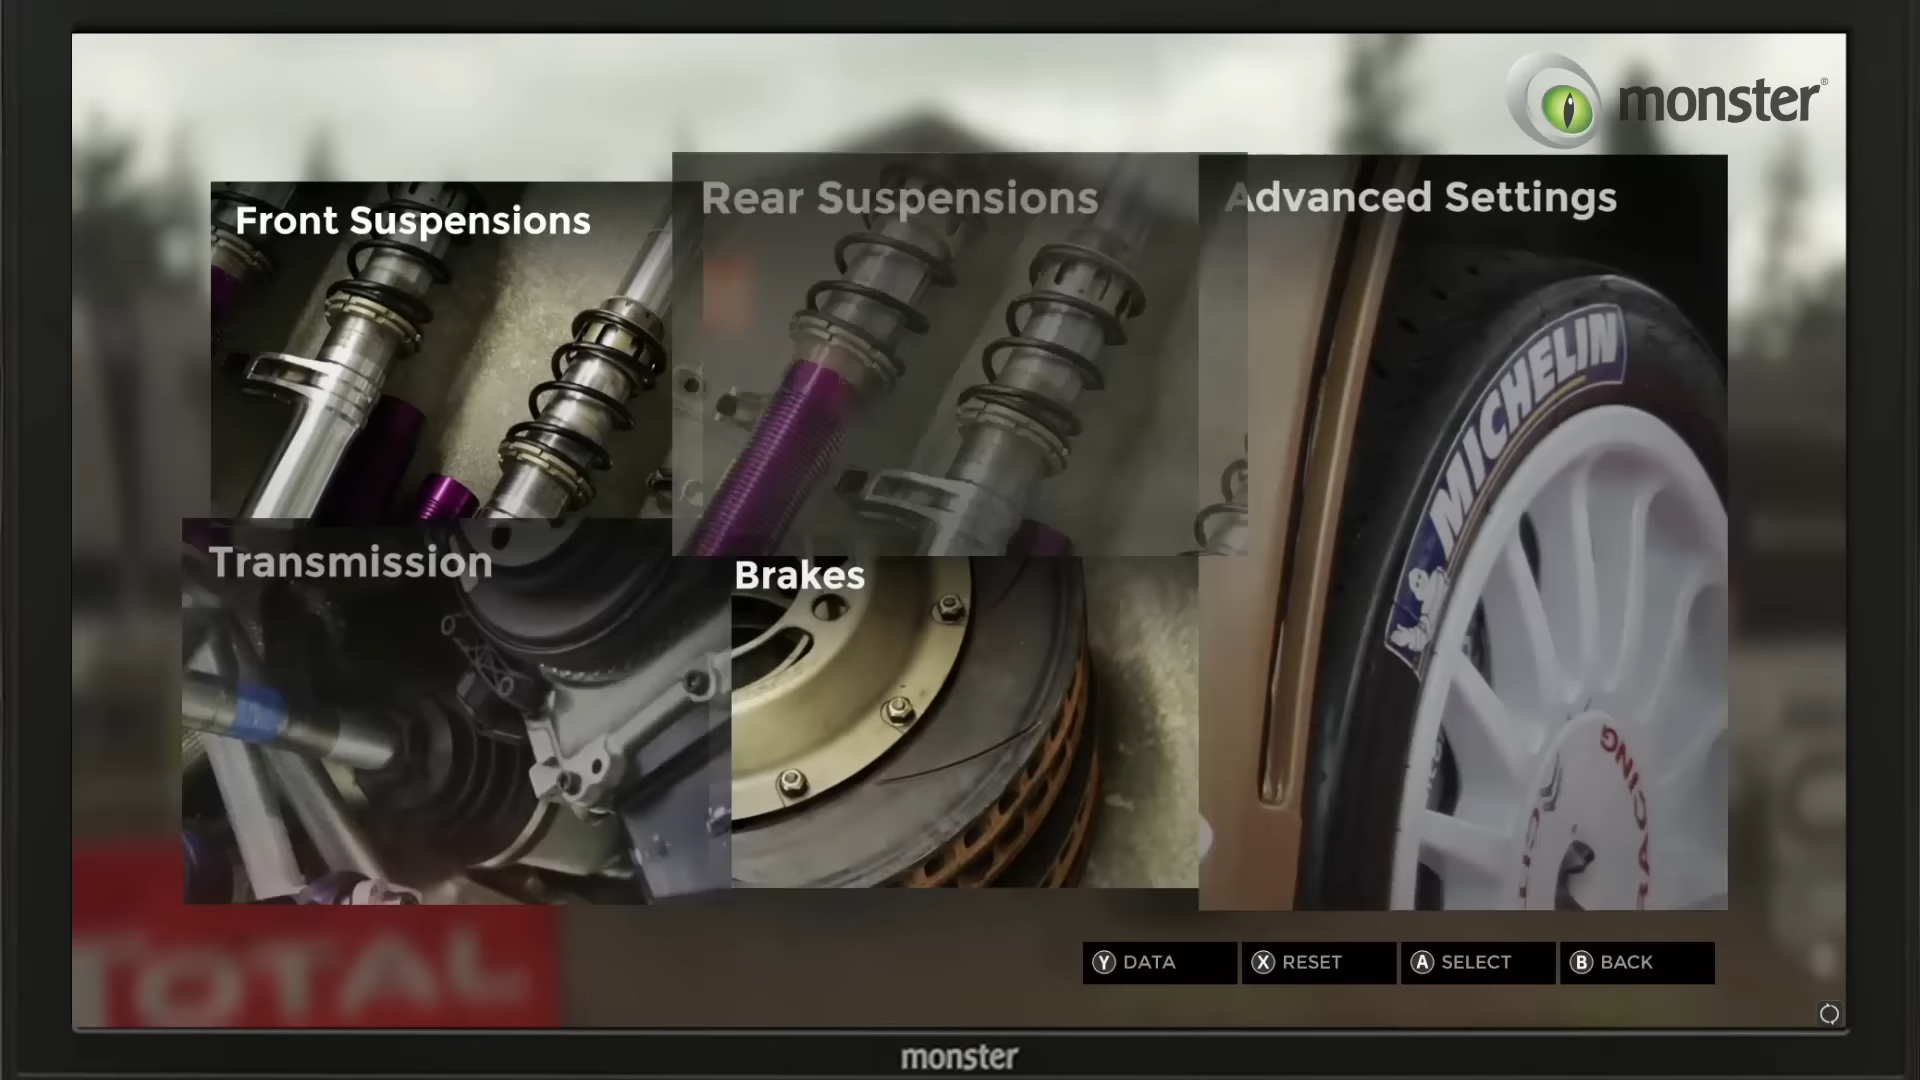 monster®
Front Suspensions
Rear Suspensions
Advanced Settings
MICHELIN
Transmission
Brakes
RACING
TOTAL
Y DATA
X RESET
A SELECT
B BACK
monster